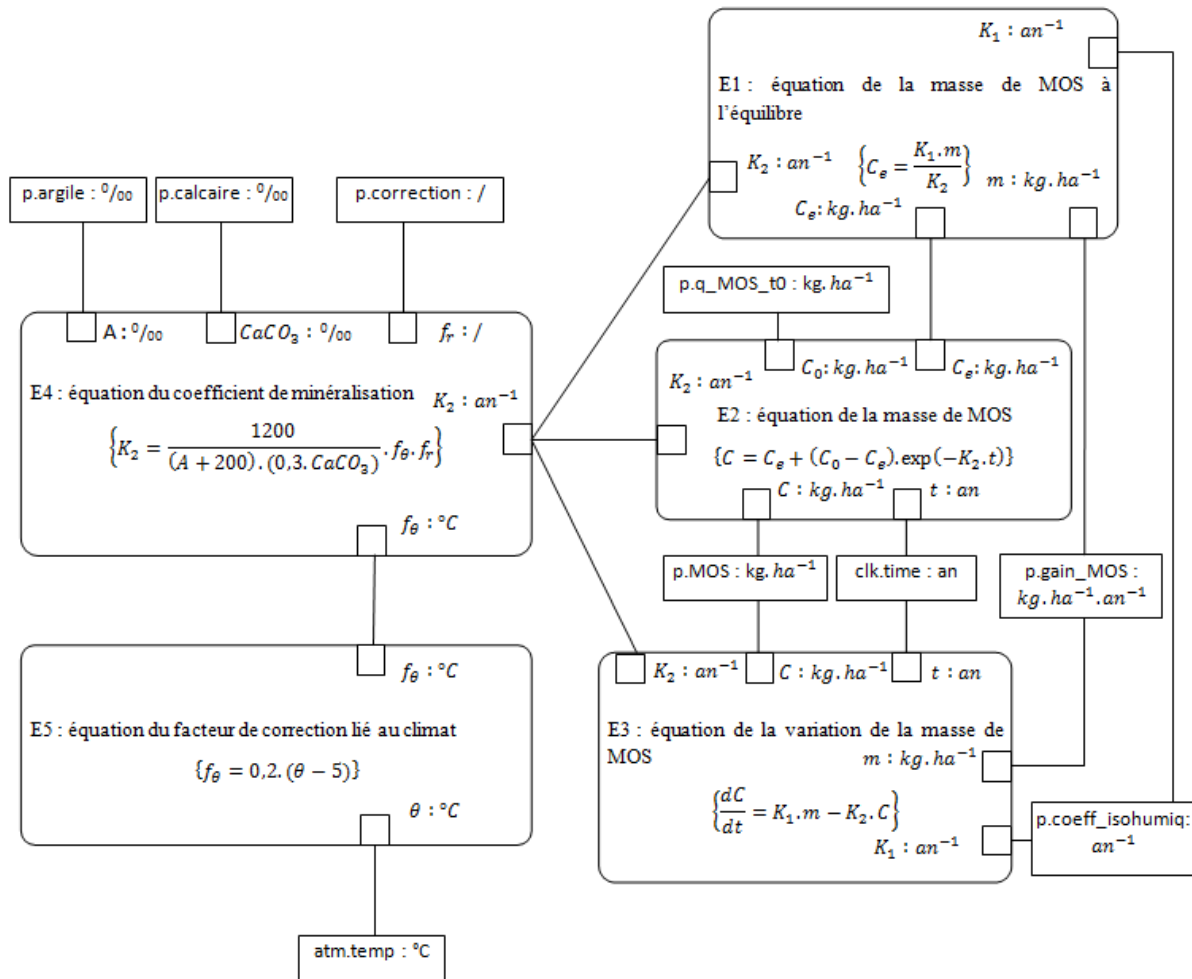 K₁ : an⁻¹
E1 : équation de la masse de MOS à
l’équilibre
K₂ : an⁻¹ {Cₑ = K₁.m / K₂} m : kg.ha⁻¹
Cₑ: kg.ha⁻¹
p.argile : ⁰/₀₀
p.calcaire : ⁰/₀₀
p.correction : /
p.q_MOS_t0 : kg.ha⁻¹
A : ⁰/₀₀ CaCO₃ : ⁰/₀₀ fᵣ : /
E4 : équation du coefficient de minéralisation
K₂ : an⁻¹
{K₂ = 1200 / (A + 200).(0,3.CaCO₃) . f_θ. fᵣ}
f_θ : °C
C₀: kg.ha⁻¹ Cₑ: kg.ha⁻¹
K₂ : an⁻¹
E2 : équation de la masse de MOS
{C = Cₑ + (C₀ − Cₑ).exp(−K₂.t)}
C : kg.ha⁻¹ t : an
p.MOS : kg.ha⁻¹
clk.time : an
p.gain_MOS :
kg.ha⁻¹.an⁻¹
f_θ : °C
E5 : équation du facteur de correction lié au climat
{f_θ = 0,2.(θ − 5)}
θ : °C
K₂ : an⁻¹ C : kg.ha⁻¹ t : an
E3 : équation de la variation de la masse de
MOS
m : kg.ha⁻¹
{dC/dt = K₁.m − K₂.C}
K₁ : an⁻¹
p.coeff_isohumiq:
an⁻¹
atm.temp : °C